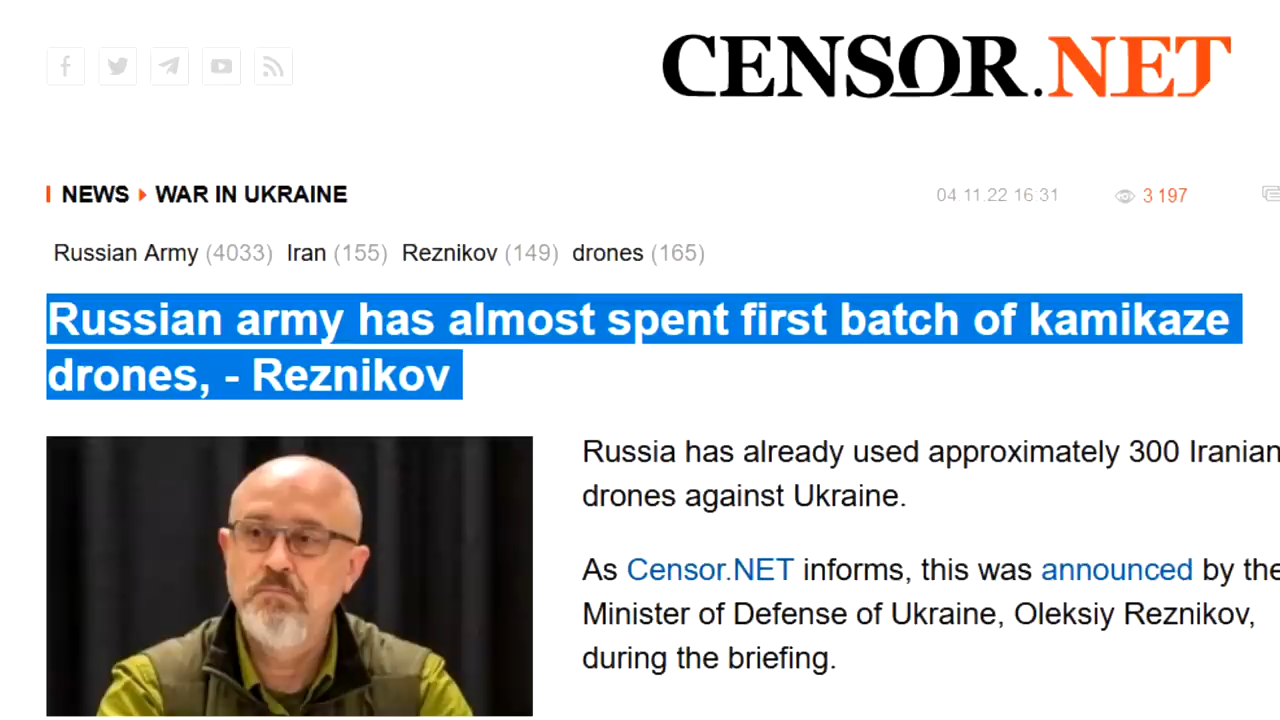 CENSOR.NET
NEWS WAR IN UKRAINE
04 11.22 16:31 3 197
Russian Army (4033) Iran (155) Reznikov (149) drones (165)
Russian army has almost spent first batch of kamikaze
drones, - Reznikov
Russia has already used approximately 300 Iranian
drones against Ukraine.
As Censor.NET informs, this was announced by the
Minister of Defense of Ukraine, Oleksiy Reznikov,
during the briefing.